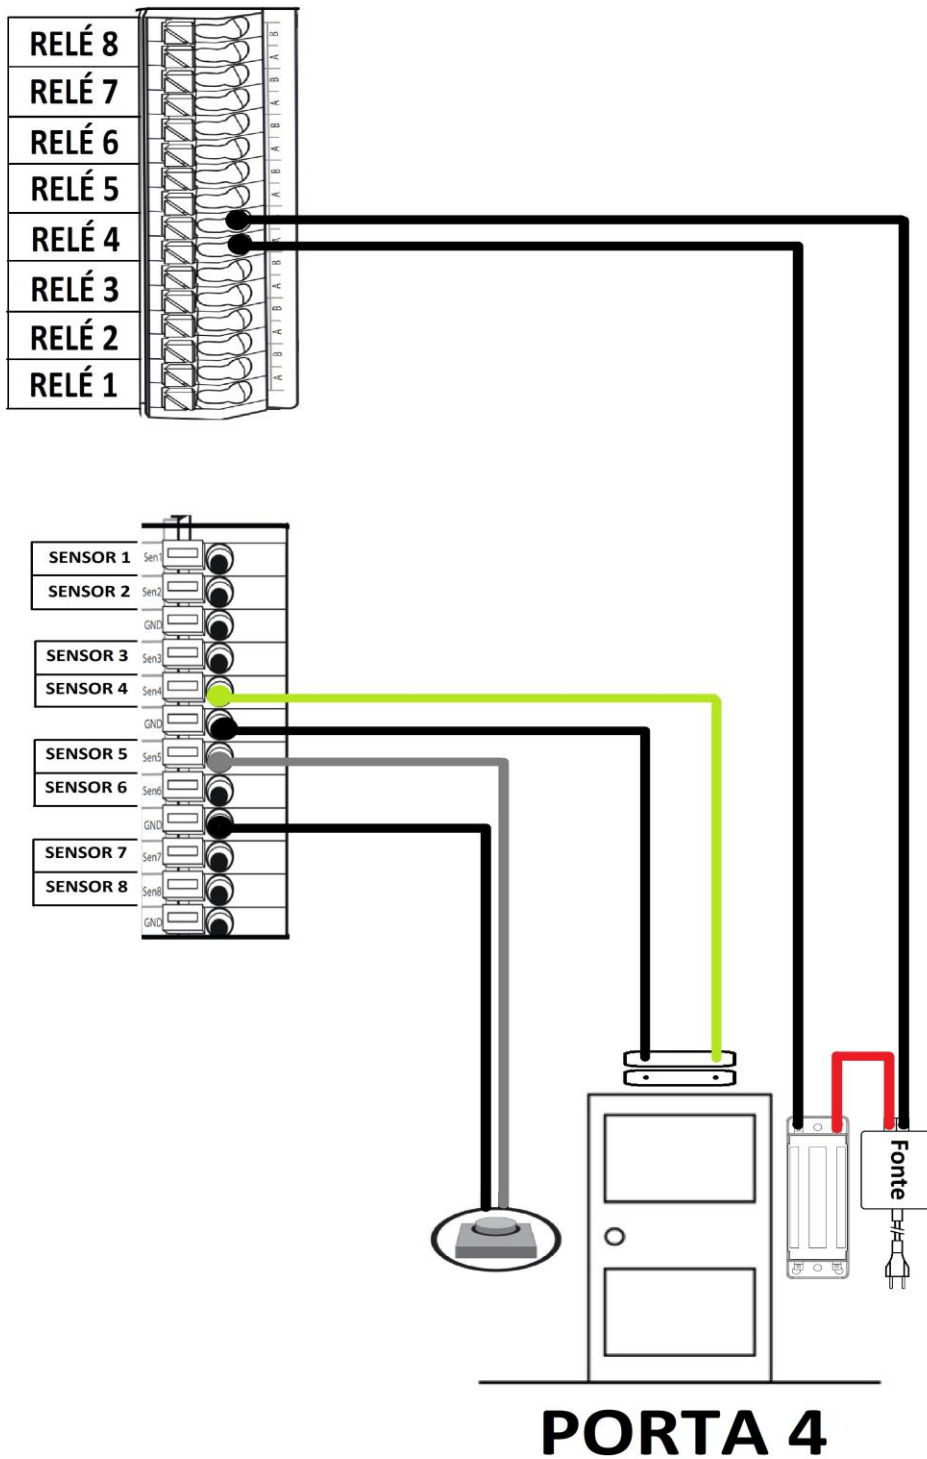 RELÉ 8
B
A
RELÉ 7
B
A
RELÉ 6
B
A
RELÉ 5
B
A
RELÉ 4
A
RELÉ 3
B
A
RELÉ 2
B
A
RELÉ 1
B
A
SENSOR 1 Sen1
SENSOR 2 Sen2
GND
SENSOR 3 Sen3
SENSOR 4 Sen4
GND
SENSOR 5 Sen5
SENSOR 6 Sen6
GND
SENSOR 7 Sen7
SENSOR 8 Sen8
GND
Fonte
PORTA 4